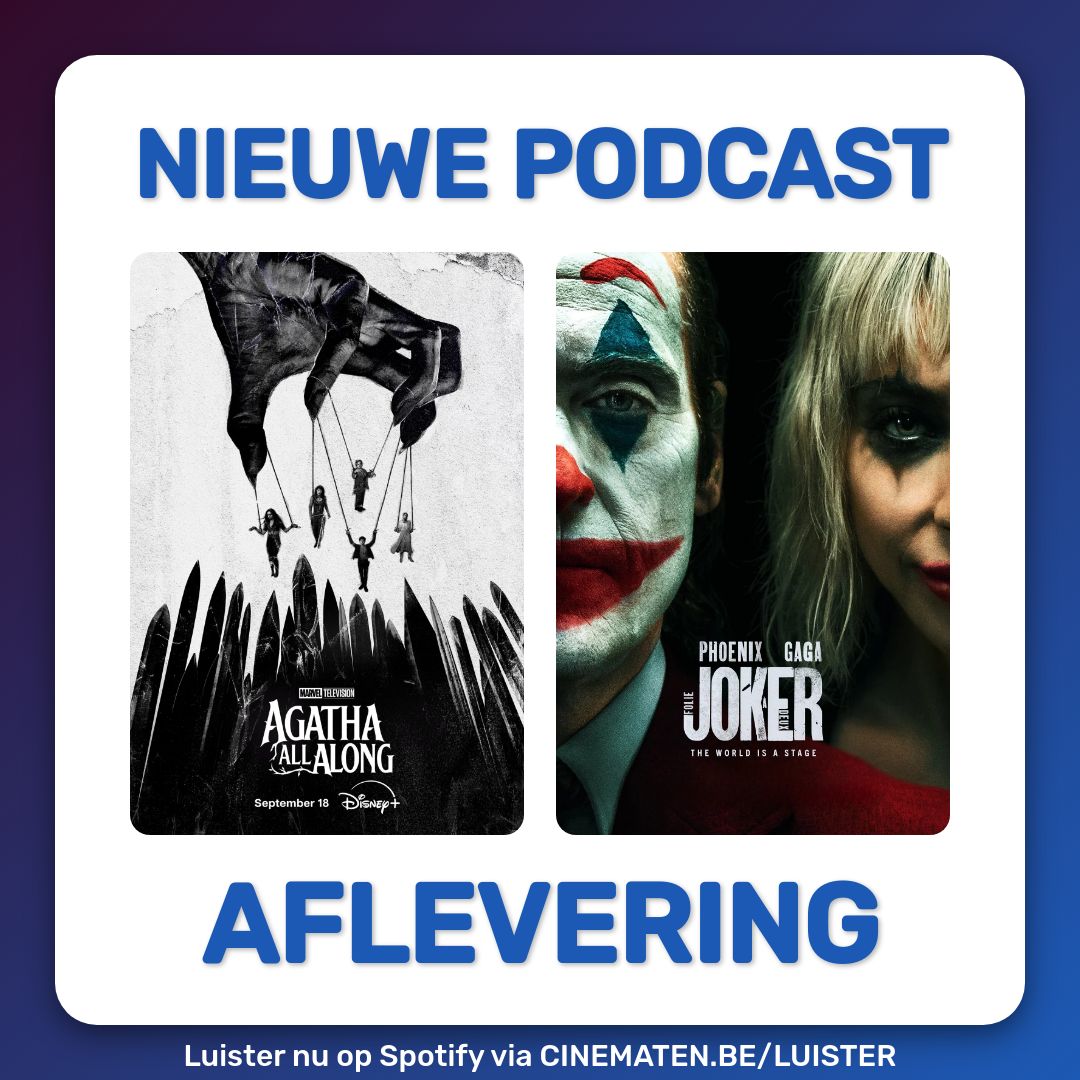 NIEUWE PODCAST
MARVEL TELEVISION
AGATHA
ALL ALONG
September 18 Disney+
PHOENIX GAGA
JOKER
FOLIE À DEUX
THE WORLD IS A STAGE
AFLEVERING
Luister nu op Spotify via CINEMATEN.BE/LUISTER